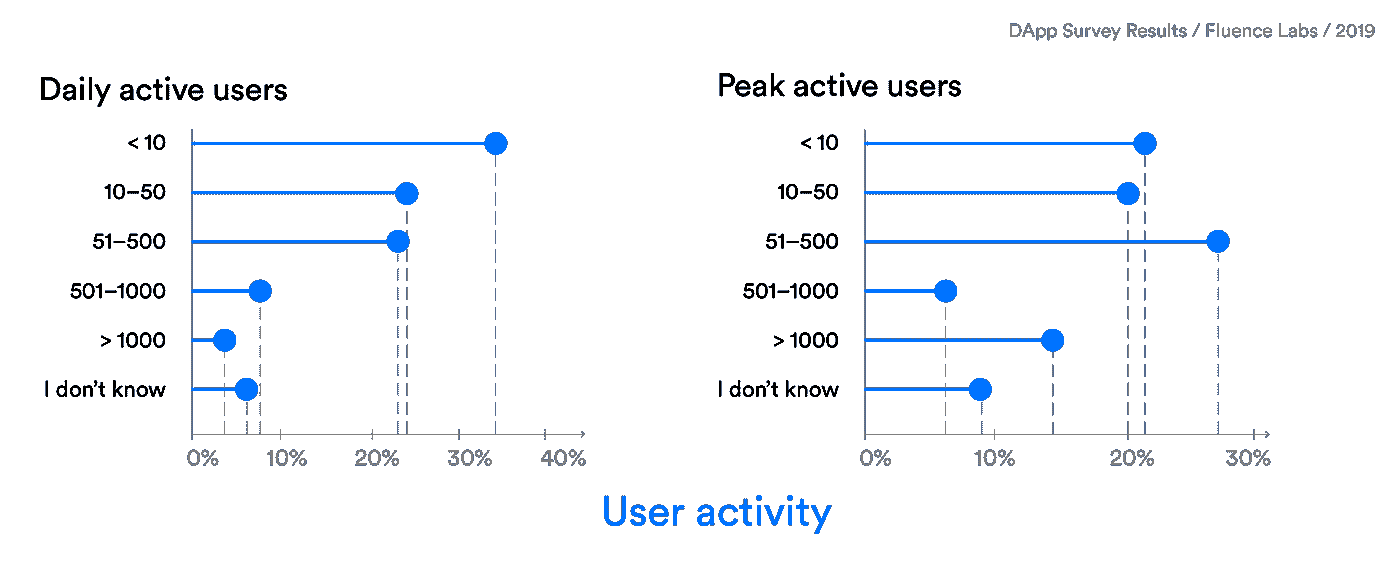 DApp Survey Results / Fluence Labs / 2019
Daily active users
< 10
10–50
51–500
501–1000
> 1000
I don’t know
0% 10% 20% 30% 40%
Peak active users
< 10
10–50
51–500
501–1000
> 1000
I don’t know
0% 10% 20% 30%
User activity